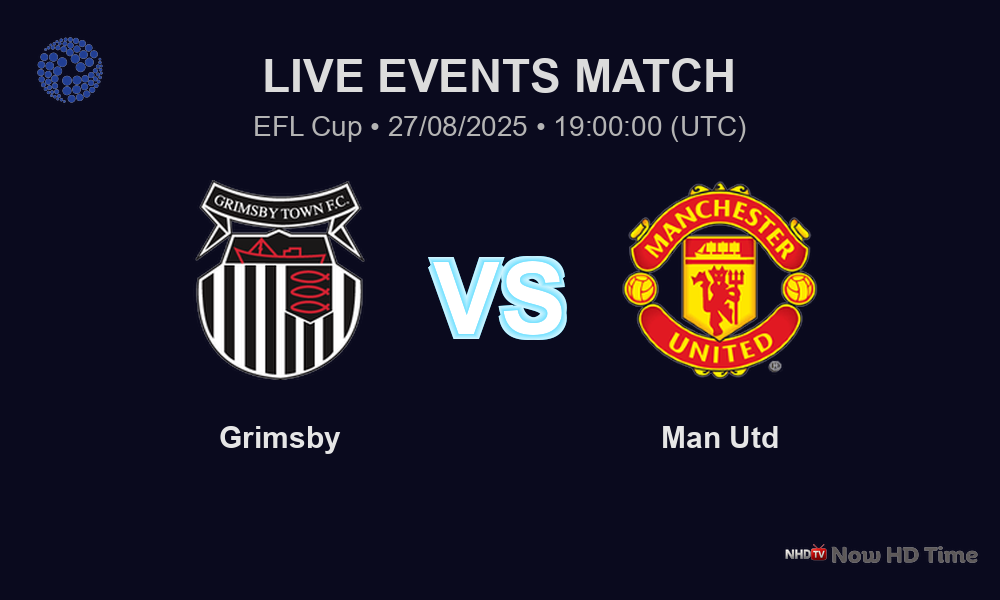 LIVE EVENTS MATCH
EFL Cup • 27/08/2025 • 19:00:00 (UTC)
GRIMSBY TOWN F.C.
MANCHESTER
UNITED
®
VS
Grimsby
Man Utd
NHDTV Now HD Time